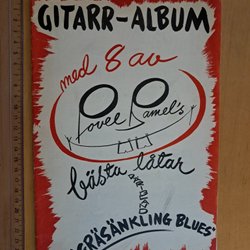 GITARR-ALBUM
med 8 av
Povel Ramel's
bästa låtar
"GRÄSÄNKLING BLUES"